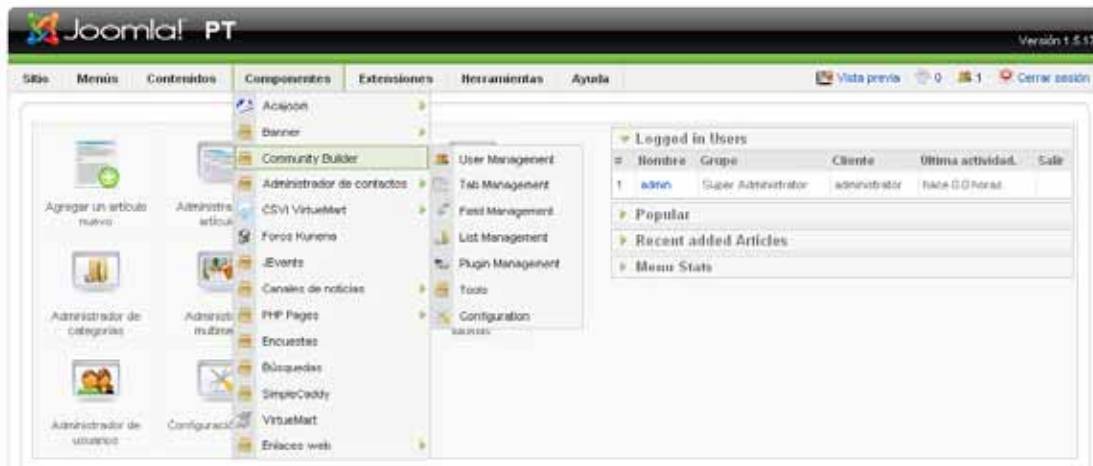 Joomla! PT
Versión 1.5.17
Sitio Menús Contenidos Componentes Extensiones Herramientas Ayuda Vista previa 0 1 Cerrar sesión
Acajoom
Banner
Community Builder
Administrador de contactos
CSVI VirtueMart
Foros Kunena
JEvents
Canales de noticias
PHP Pages
Encuestas
Búsquedas
SimpleCaddy
VirtueMart
Enlaces web
User Management
Tab Management
Field Management
List Management
Plugin Management
Tools
Configuration
Agregar un artículo
nuevo
Administrador de
categorías
Administrador de
usuarios
Logged in Users
# Nombre Grupo Cliente Última actividad. Salir
1 admin Super Administrator administrator hace 0.0 horas
Popular
Recent added Articles
Menu Stats